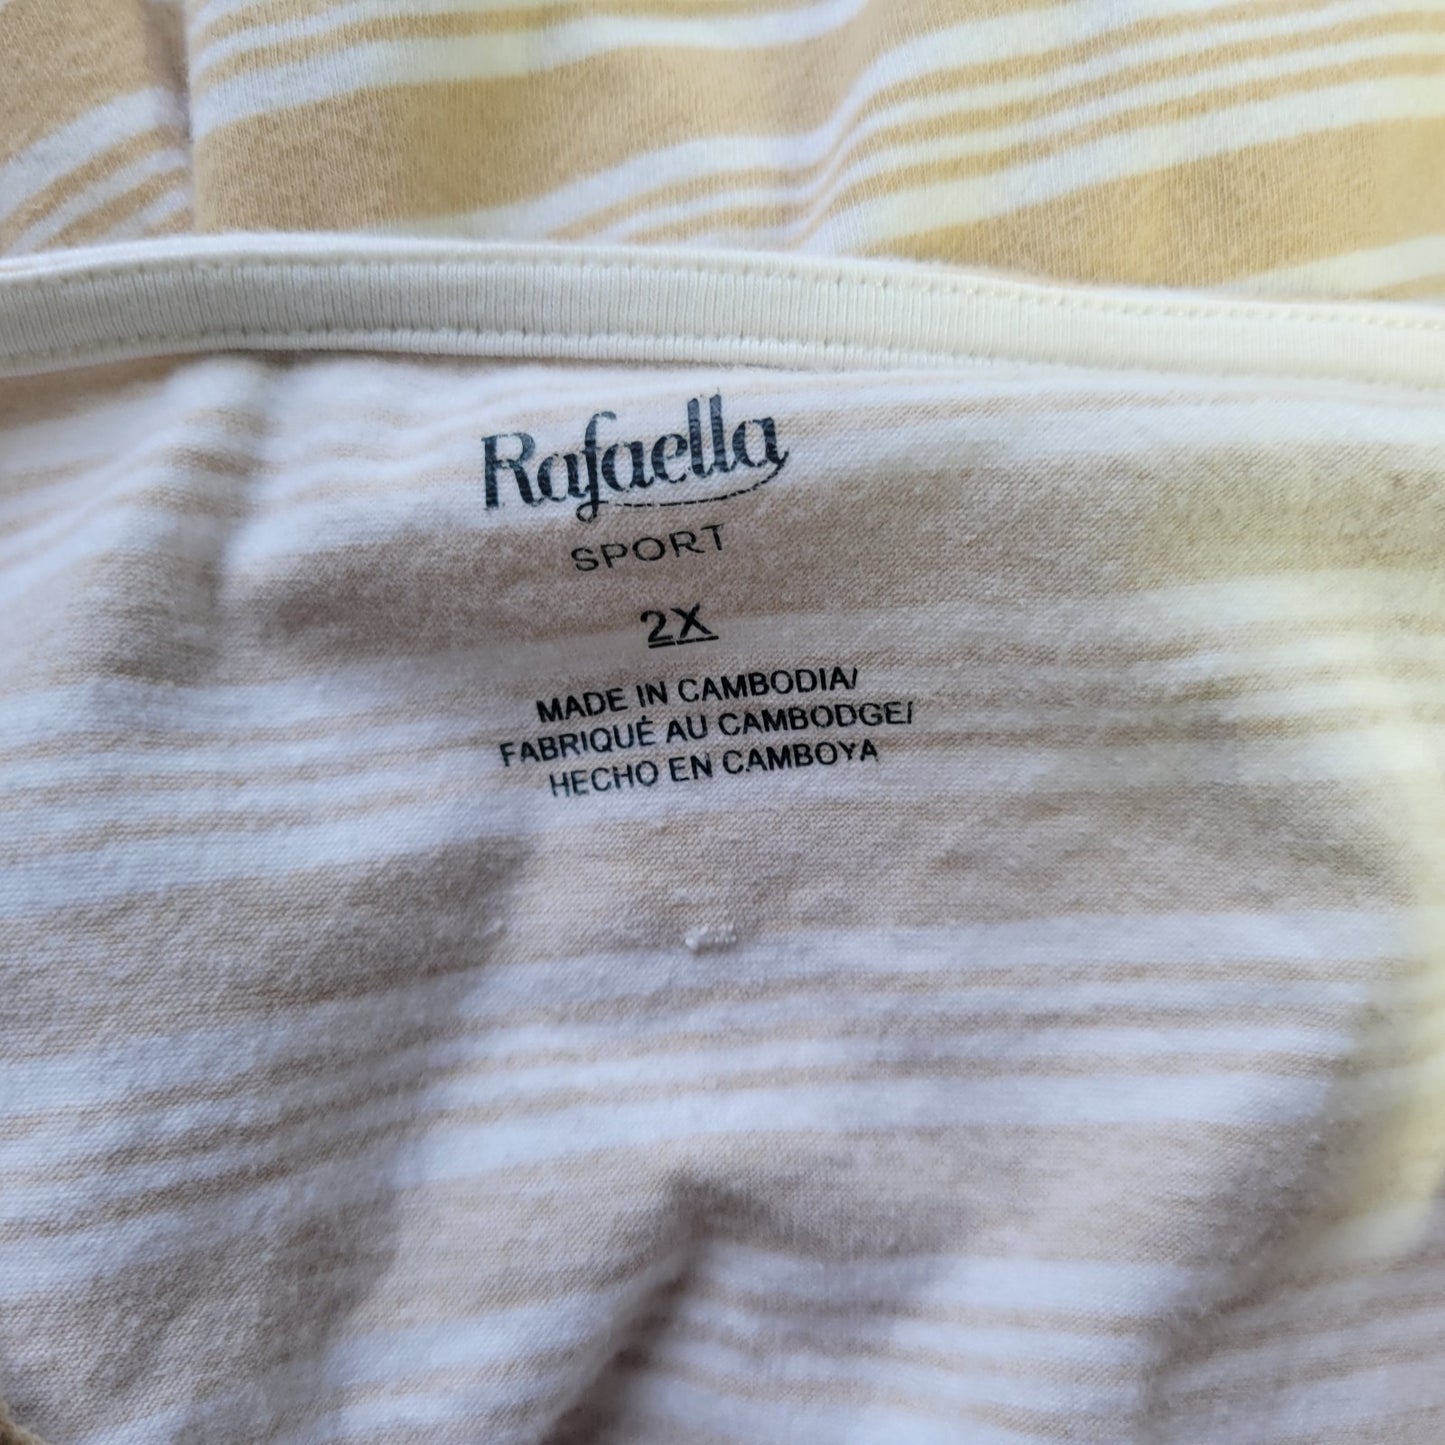 Rafaella
SPORT
2X
MADE IN CAMBODIA/
FABRIQUÉ AU CAMBODGE/
HECHO EN CAMBOYA